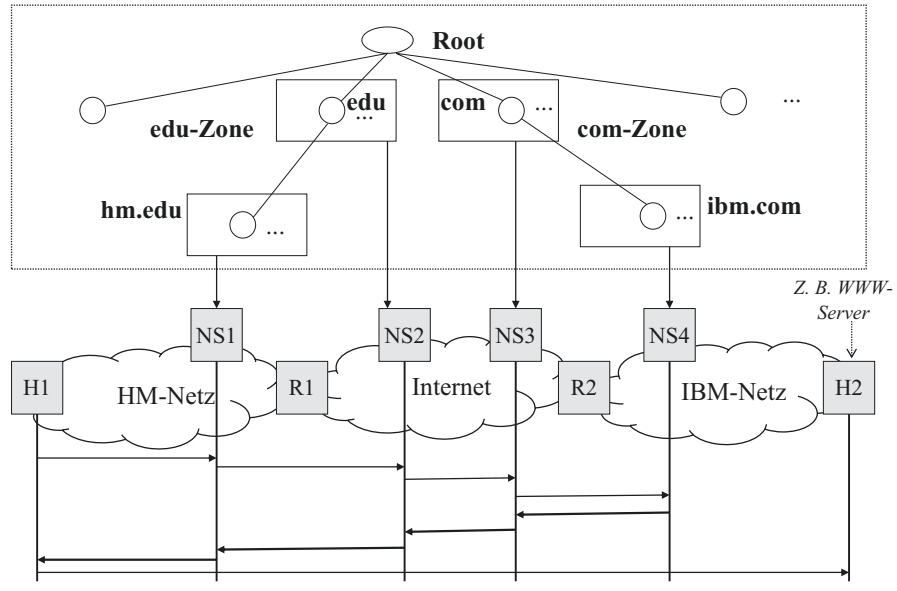 Root
...
edu
...
com
...
edu-Zone
com-Zone
hm.edu
...
...
ibm.com
Z. B. WWW-
Server
NS1
NS2
NS3
NS4
H1
HM-Netz
R1
Internet
R2
IBM-Netz
H2